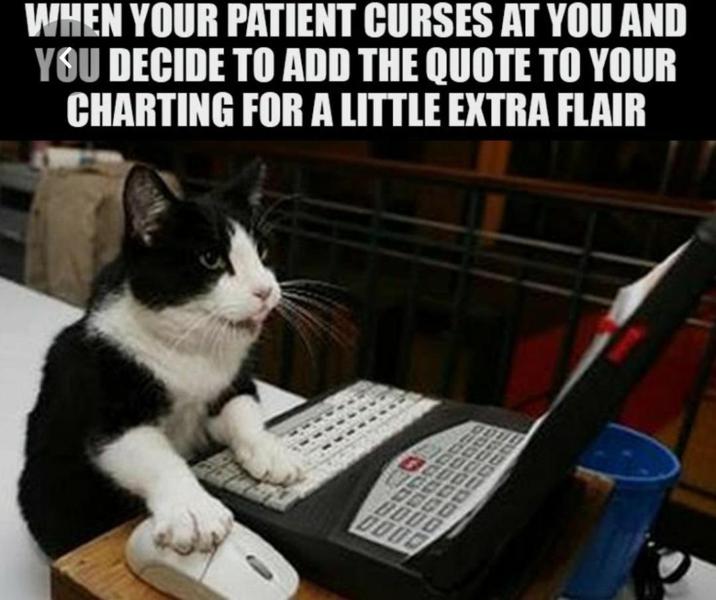 WHEN YOUR PATIENT CURSES AT YOU AND
YOU DECIDE TO ADD THE QUOTE TO YOUR
CHARTING FOR A LITTLE EXTRA FLAIR